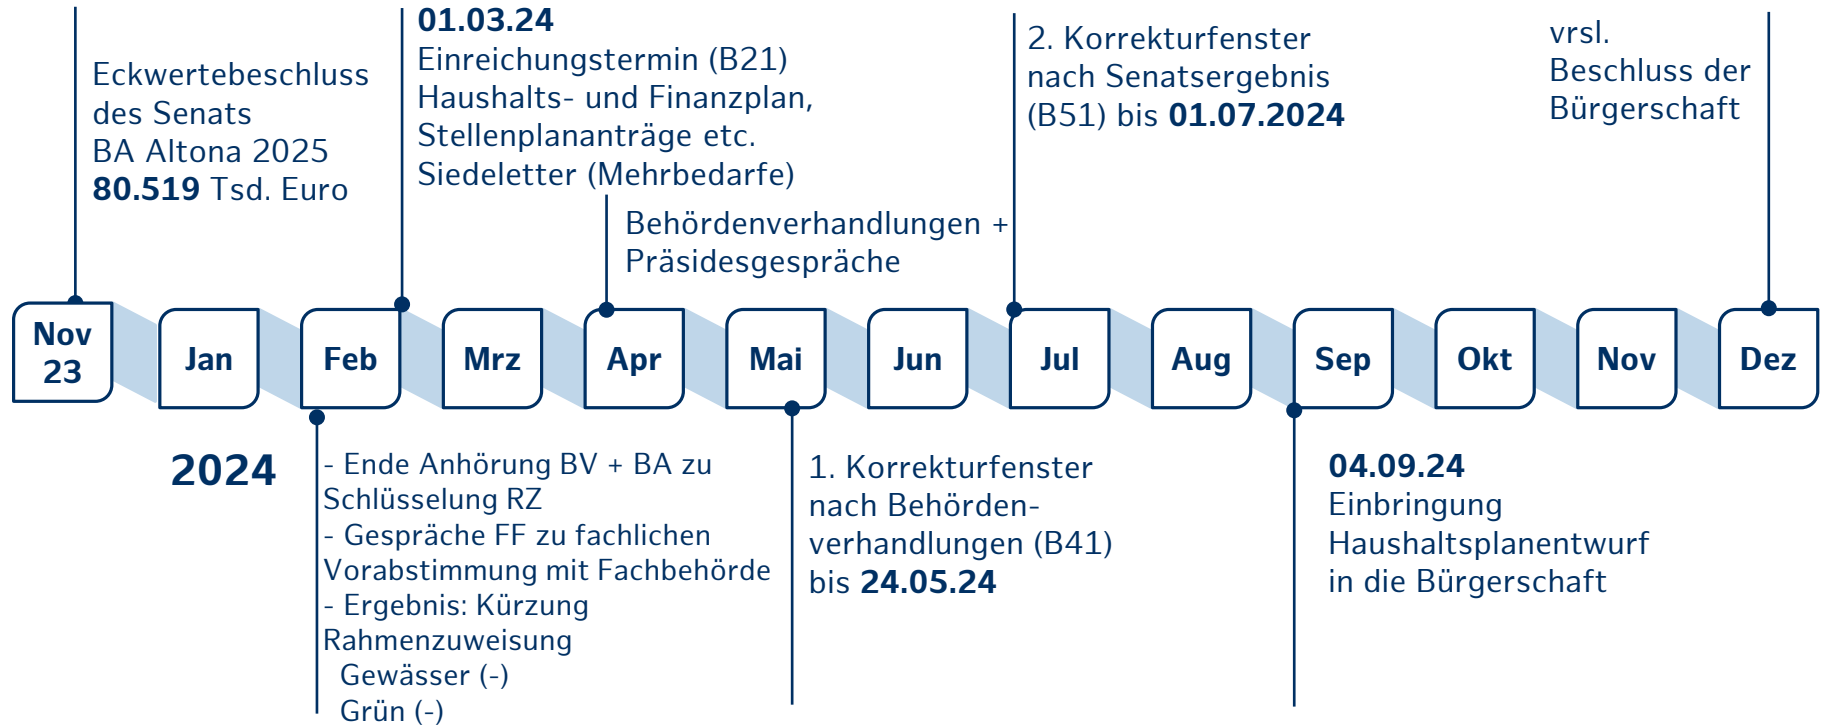 Eckwertebeschluss
des Senats
BA Altona 2025
80.519 Tsd. Euro
01.03.24
Einreichungstermin (B21)
Haushalts- und Finanzplan,
Stellenplananträge etc.
Siedeletter (Mehrbedarfe)
Behördenverhandlungen +
Präsidesgespräche
2. Korrekturfenster
nach Senatsergebnis
(B51) bis 01.07.2024
vrsl.
Beschluss der
Bürgerschaft
Nov
23
Jan
Feb
Mrz
Apr
Mai
Jun
Jul
Aug
Sep
Okt
Nov
Dez
2024
- Ende Anhörung BV + BA zu
Schlüsselung RZ
- Gespräche FF zu fachlichen
Vorabstimmung mit Fachbehörde
- Ergebnis: Kürzung
Rahmenzuweisung
Gewässer (-)
Grün (-)
1. Korrekturfenster
nach Behörden-
verhandlungen (B41)
bis 24.05.24
04.09.24
Einbringung
Haushaltsplanentwurf
in die Bürgerschaft